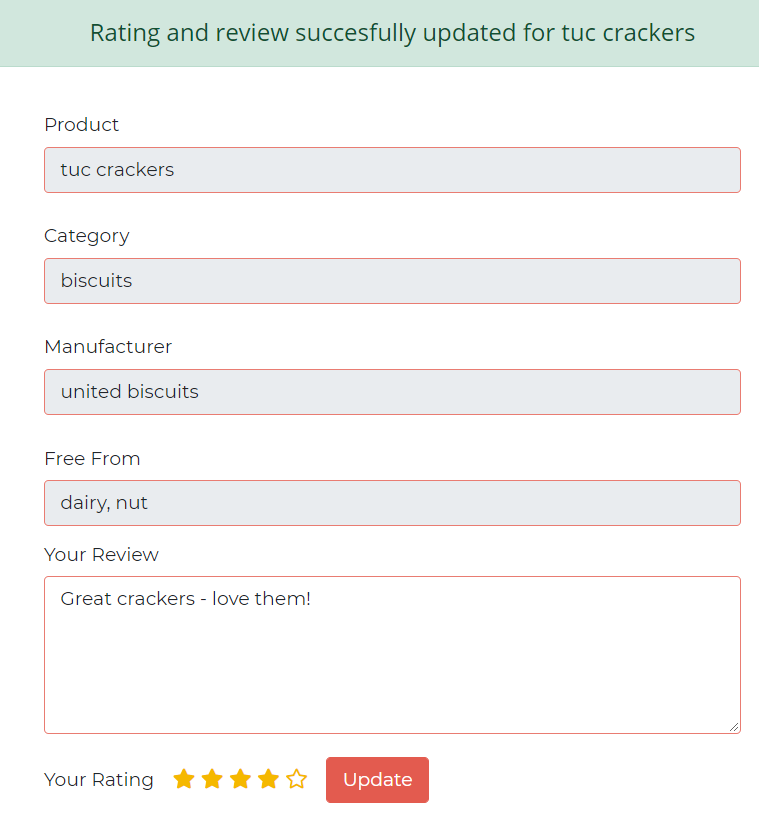 Rating and review succesfully updated for tuc crackers
Product
tuc crackers
Category
biscuits
Manufacturer
united biscuits
Free From
dairy, nut
Your Review
Great crackers - love them!
Your Rating Update